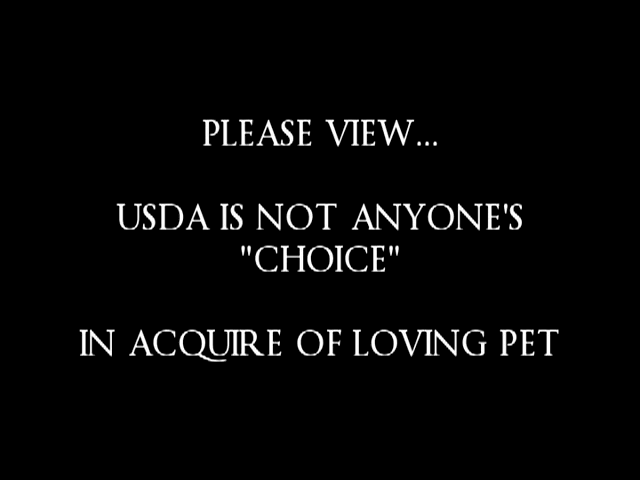 PLEASE VIEW...
USDA IS NOT ANYONE'S
"CHOICE"
IN ACQUIRE OF LOVING PET